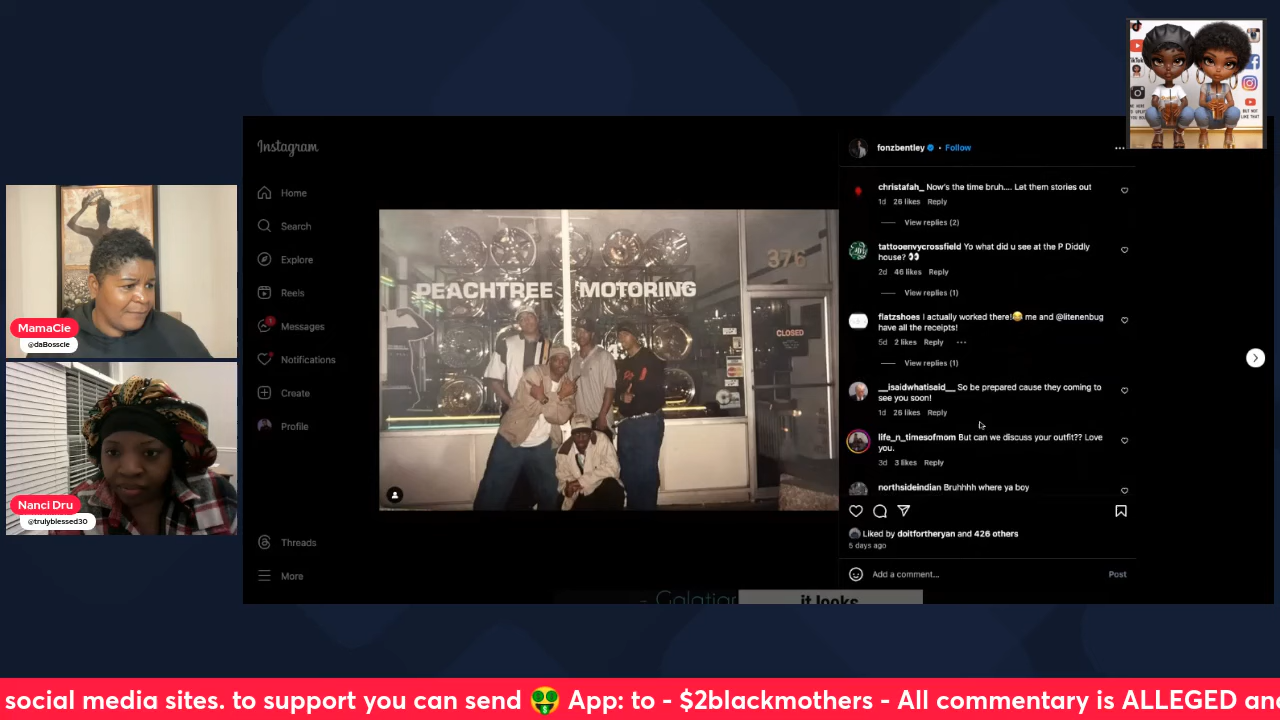 Instagram
Home
Search
Explore
Reels
Messages
Notifications
Create
Profile
Threads
More
PEACHTREE MOTORING
376
CLOSED
fonzbentley • Follow
christafah_ Now's the time bruh.... Let them stories out
1d 26 likes Reply
View replies (2)
tattooenvycrossfield Yo what did u see at the P Diddly
house? 👀
2d 46 likes Reply
View replies (1)
flatzshoes I actually worked there!😂 me and @litenenbug
have all the receipts!
5d 2 likes Reply
View replies (1)
__isaidwhatisaid__ So be prepared cause they coming to
see you soon!
1d 26 likes Reply
life_n_timesofmom But can we discuss your outfit?? Love
you.
3d 3 likes Reply
northsideindian Bruhhhh where ya boy
Liked by doitfortheryan and 426 others
5 days ago
Add a comment... Post
MamaCie
@daBosscie
Nanci Dru
@trulyblessed30
it looks
social media sites. to support you can send 🤑 App: to - $2blackmothers - All commentary is ALLEGED and